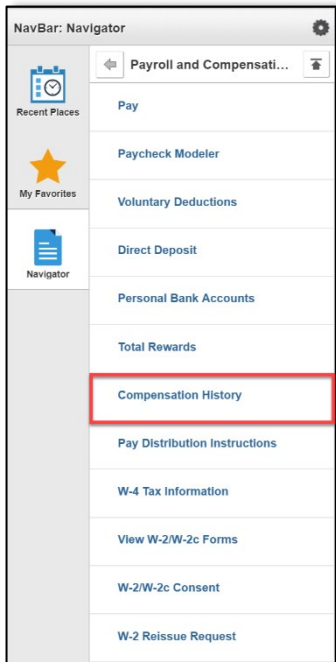 NavBar: Navigator
Recent Places
My Favorites
Navigator
Payroll and Compensati...
Pay
Paycheck Modeler
Voluntary Deductions
Direct Deposit
Personal Bank Accounts
Total Rewards
Compensation History
Pay Distribution Instructions
W-4 Tax Information
View W-2/W-2c Forms
W-2/W-2c Consent
W-2 Reissue Request